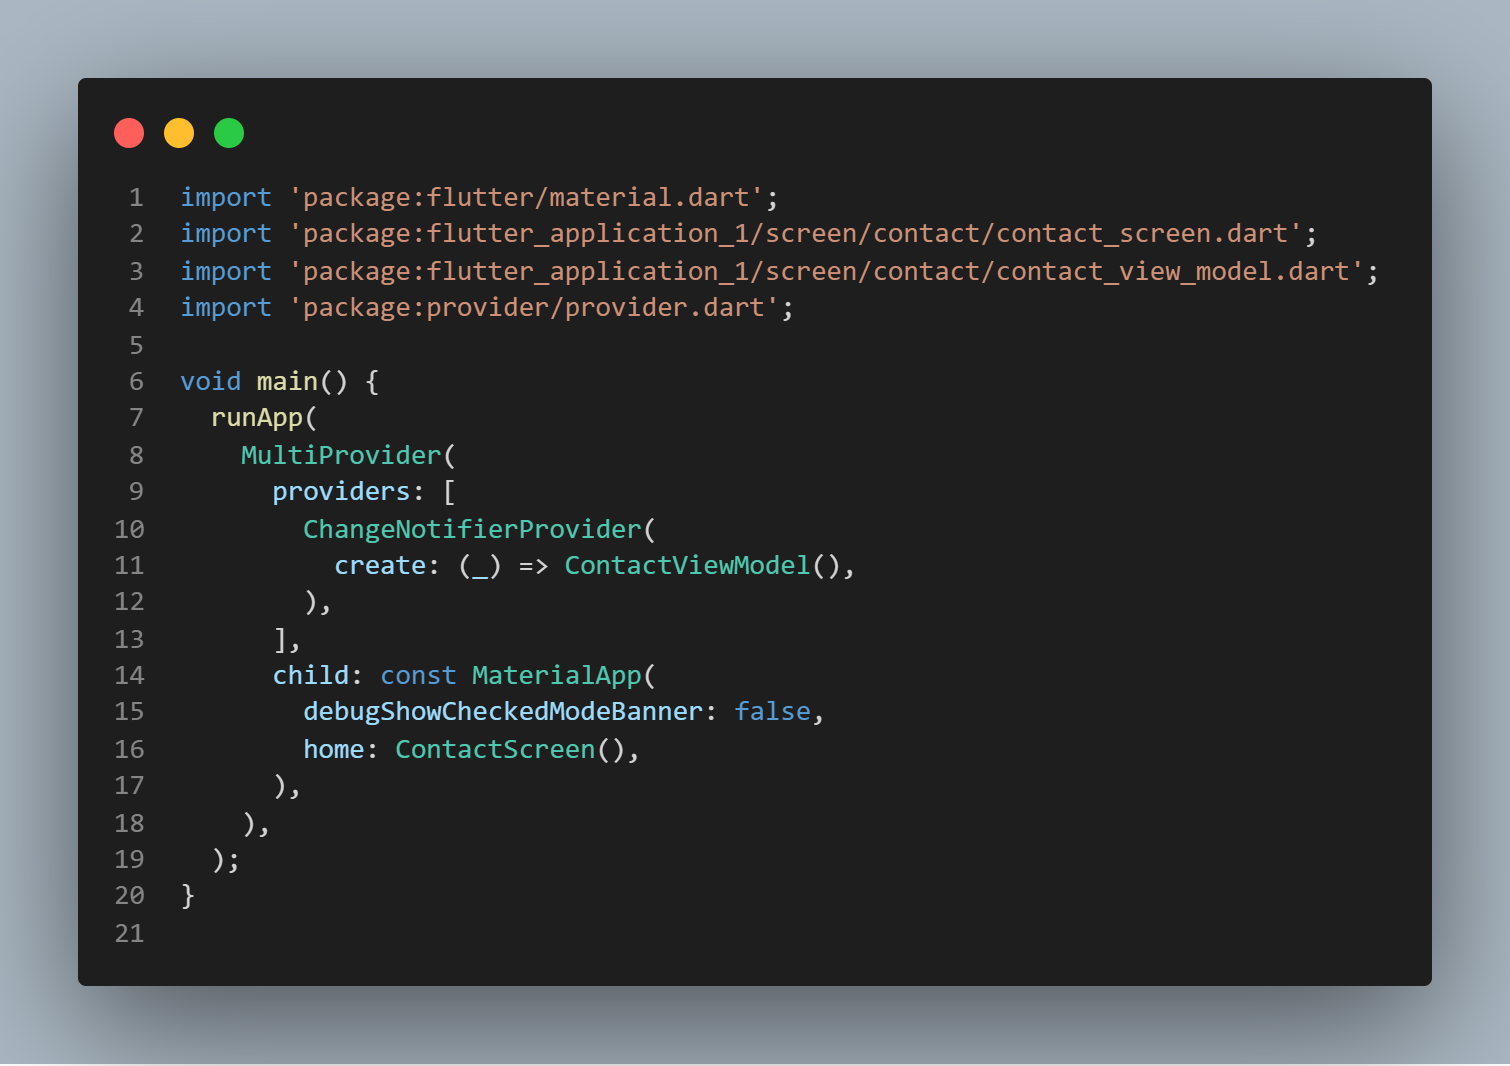 1 import 'package:flutter/material.dart';
2 import 'package:flutter_application_1/screen/contact/contact_screen.dart';
3 import 'package:flutter_application_1/screen/contact/contact_view_model.dart';
4 import 'package:provider/provider.dart';
5
6 void main() {
7   runApp(
8     MultiProvider(
9       providers: [
10         ChangeNotifierProvider(
11           create: (_) => ContactViewModel(),
12         ),
13       ],
14       child: const MaterialApp(
15         debugShowCheckedModeBanner: false,
16         home: ContactScreen(),
17       ),
18     ),
19   );
20 }
21